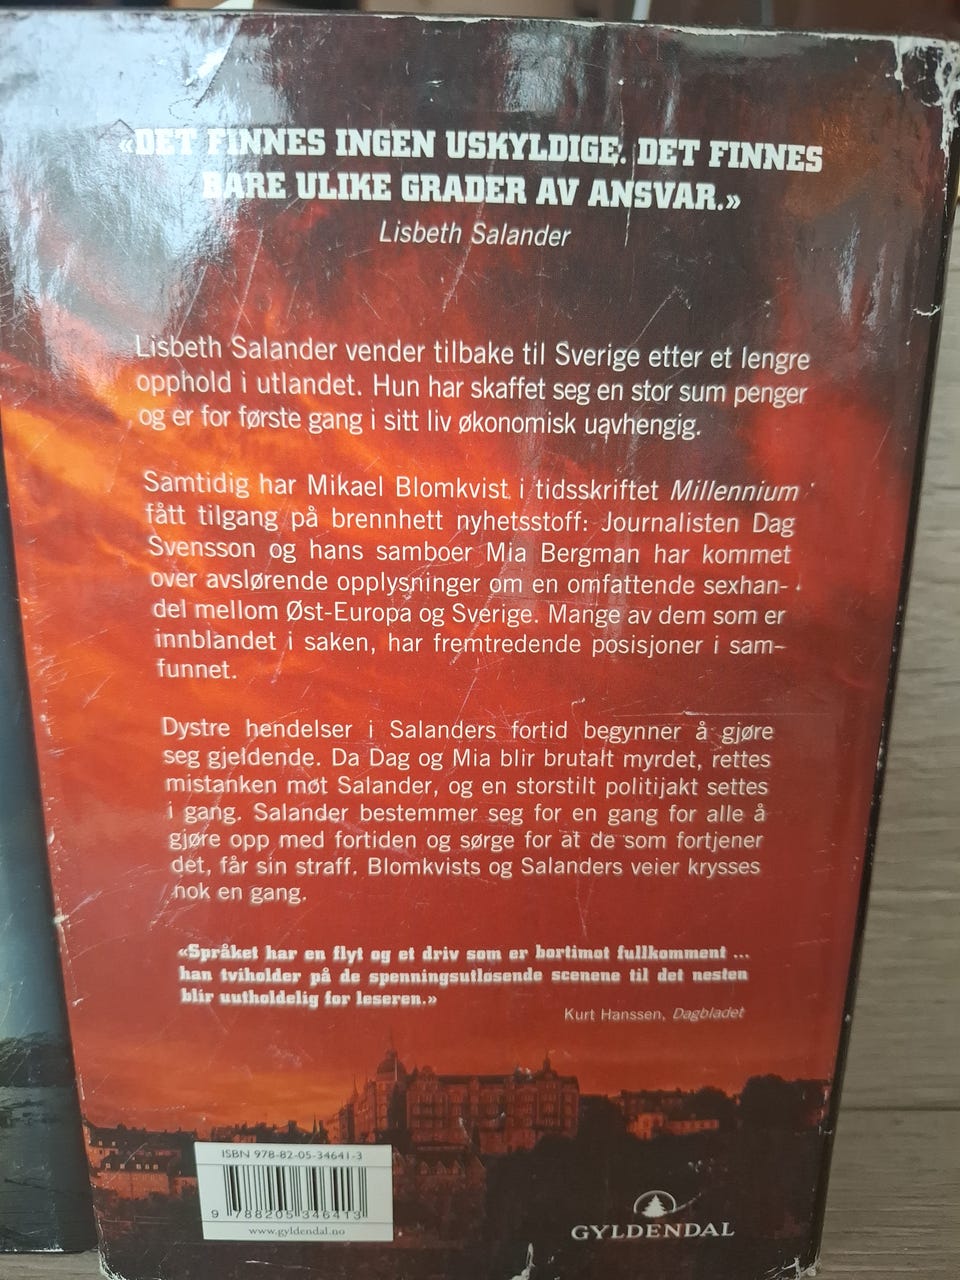 «DET FINNES INGEN USKYLDIGE. DET FINNES
BARE ULIKE GRADER AV ANSVAR.»
Lisbeth Salander
Lisbeth Salander vender tilbake til Sverige etter et lengre
opphold i utlandet. Hun har skaffet seg en stor sum penger
og er for første gang i sitt liv økonomisk uavhengig.
Samtidig har Mikael Blomkvist i tidsskriftet Millennium
fått tilgang på brennhett nyhetsstoff: Journalisten Dag
Svensson og hans samboer Mia Bergman har kommet
over avslørende opplysninger om en omfattende sexhan-
del mellom Øst-Europa og Sverige. Mange av dem som er
innblandet i saken, har fremtredende posisjoner i sam-
funnet.
Dystre hendelser i Salanders fortid begynner å gjøre
seg gjeldende. Da Dag og Mia blir brutalt myrdet, rettes
mistanken mot Salander, og en storstilt politijakt settes
i gang. Salander bestemmer seg for en gang for alle å
gjøre opp med fortiden og sørge for at de som fortjener
det, får sin straff. Blomkvists og Salanders veier krysses
nok en gang.
«Språket har en flyt og et driv som er bortimot fullkomment ...
han tviholder på de spenningsutløsende scenene til det nesten
blir uutholdelig for leseren.»
Kurt Hanssen, Dagbladet
ISBN 978-82-05-34641-3
9 788205 346413
www.gyldendal.no
GYLDENDAL